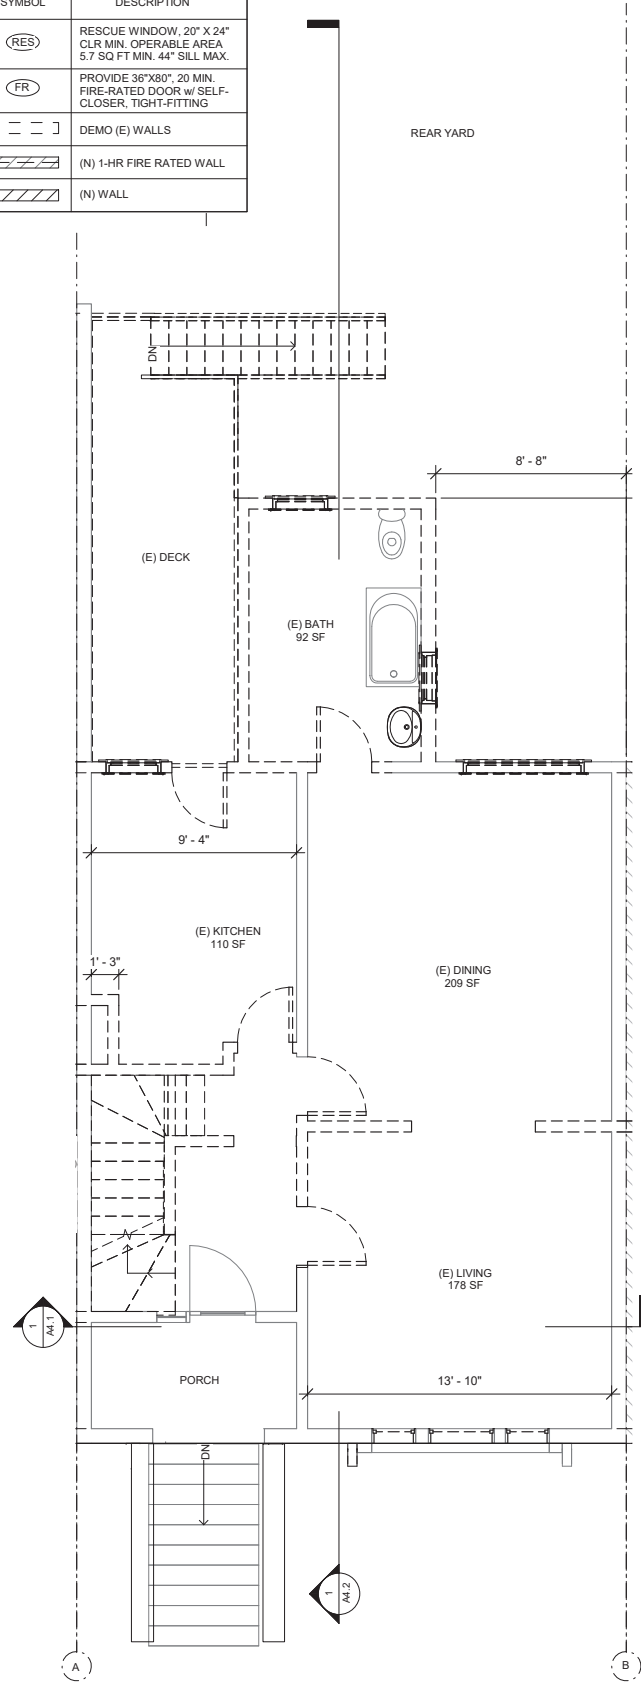 SYMBOL DESCRIPTION
RES
RESCUE WINDOW, 20" X 24"
CLR MIN. OPERABLE AREA
5.7 SQ FT MIN. 44" SILL MAX.
FR
PROVIDE 36"X80", 20 MIN.
FIRE-RATED DOOR w/ SELF-
CLOSER, TIGHT-FITTING
DEMO (E) WALLS
(N) 1-HR FIRE RATED WALL
(N) WALL
REAR YARD
DN
8' - 8"
(E) DECK
(E) BATH
92 SF
9' - 4"
(E) KITCHEN
110 SF
1' - 3"
(E) DINING
209 SF
(E) LIVING
178 SF
1
A4.1
PORCH
13' - 10"
DN
1
A4.2
A
B